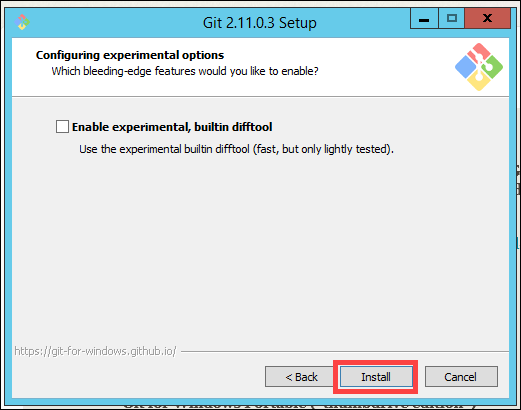 Git 2.11.0.3 Setup
Configuring experimental options
Which bleeding-edge features would you like to enable?
Enable experimental, builtin difftool
Use the experimental builtin difftool (fast, but only lightly tested).
https://git-for-windows.github.io/
< Back
Install
Cancel